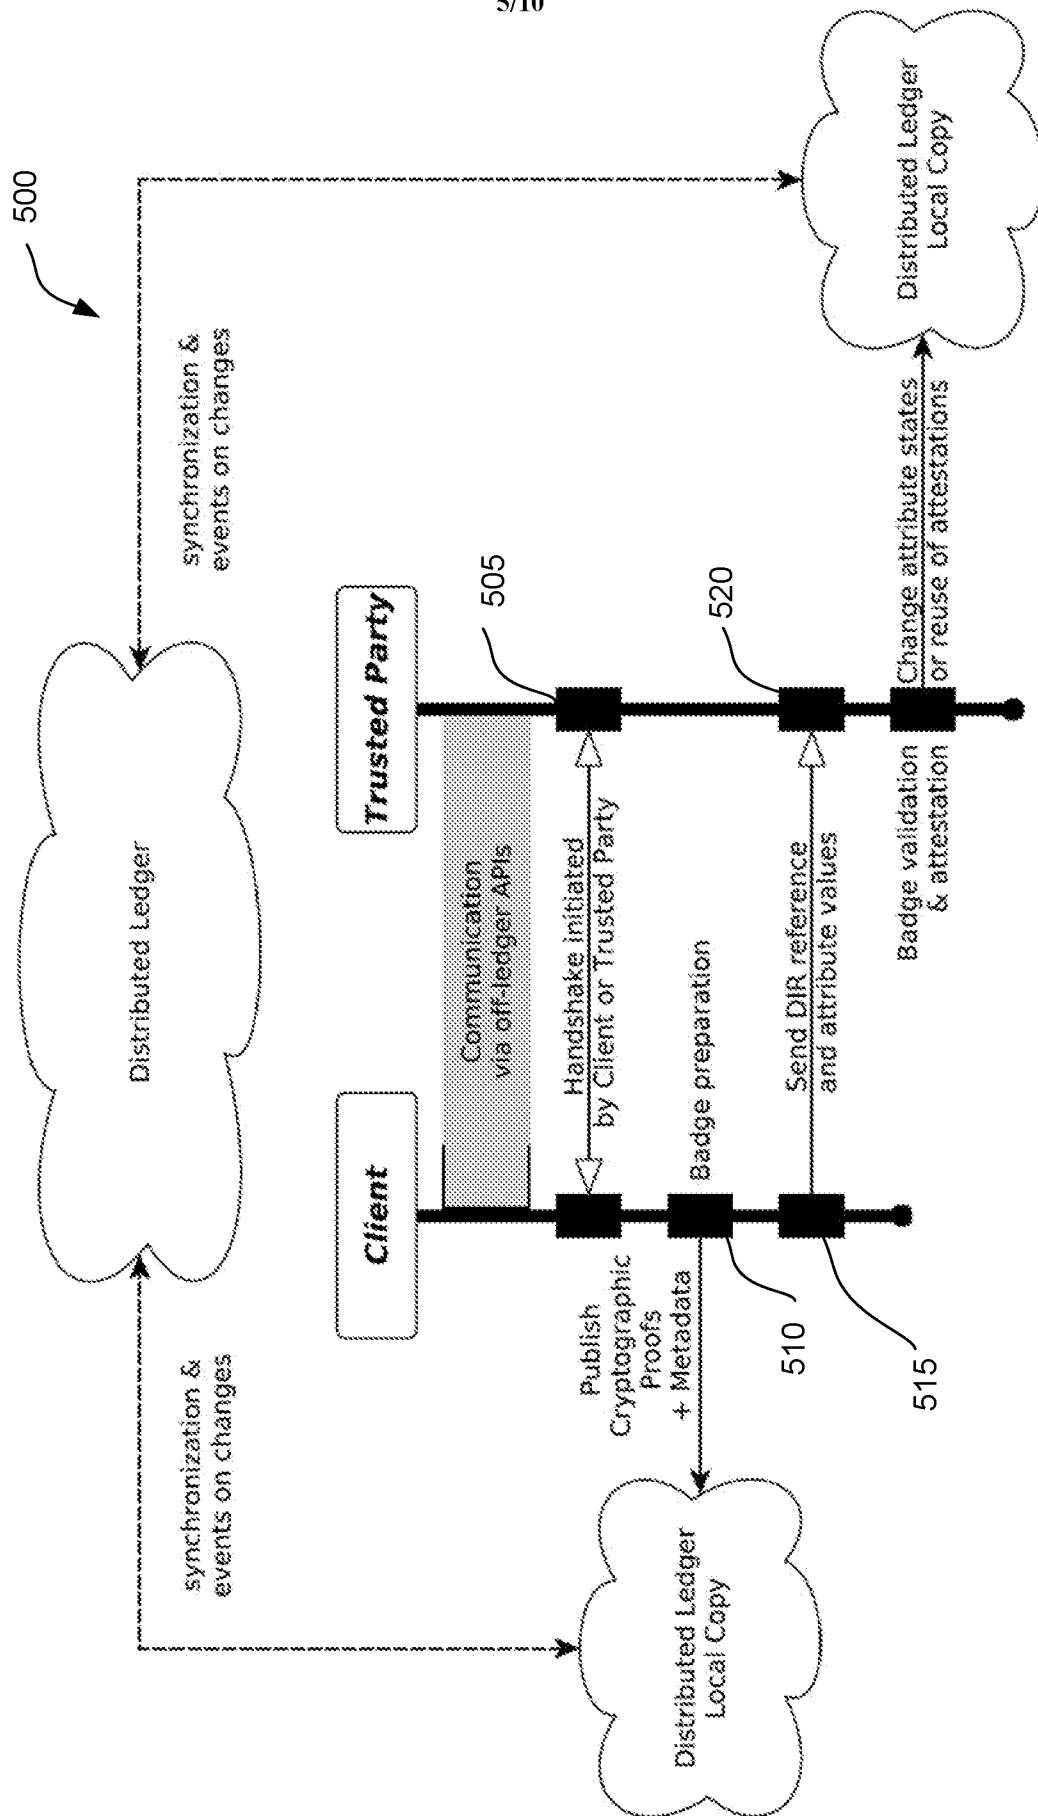 5/10
500
Distributed Ledger
synchronization &
events on changes
synchronization &
events on changes
Client
Trusted Party
Communication
via off-ledger APIs
505
Handshake initiated
by Client or Trusted Party
Publish
Cryptographic
Proofs
+ Metadata
Badge preparation
510
Distributed Ledger
Local Copy
515
Send DIR reference
and attribute values
520
Badge validation
& attestation
Change attribute states
or reuse of attestations
Distributed Ledger
Local Copy